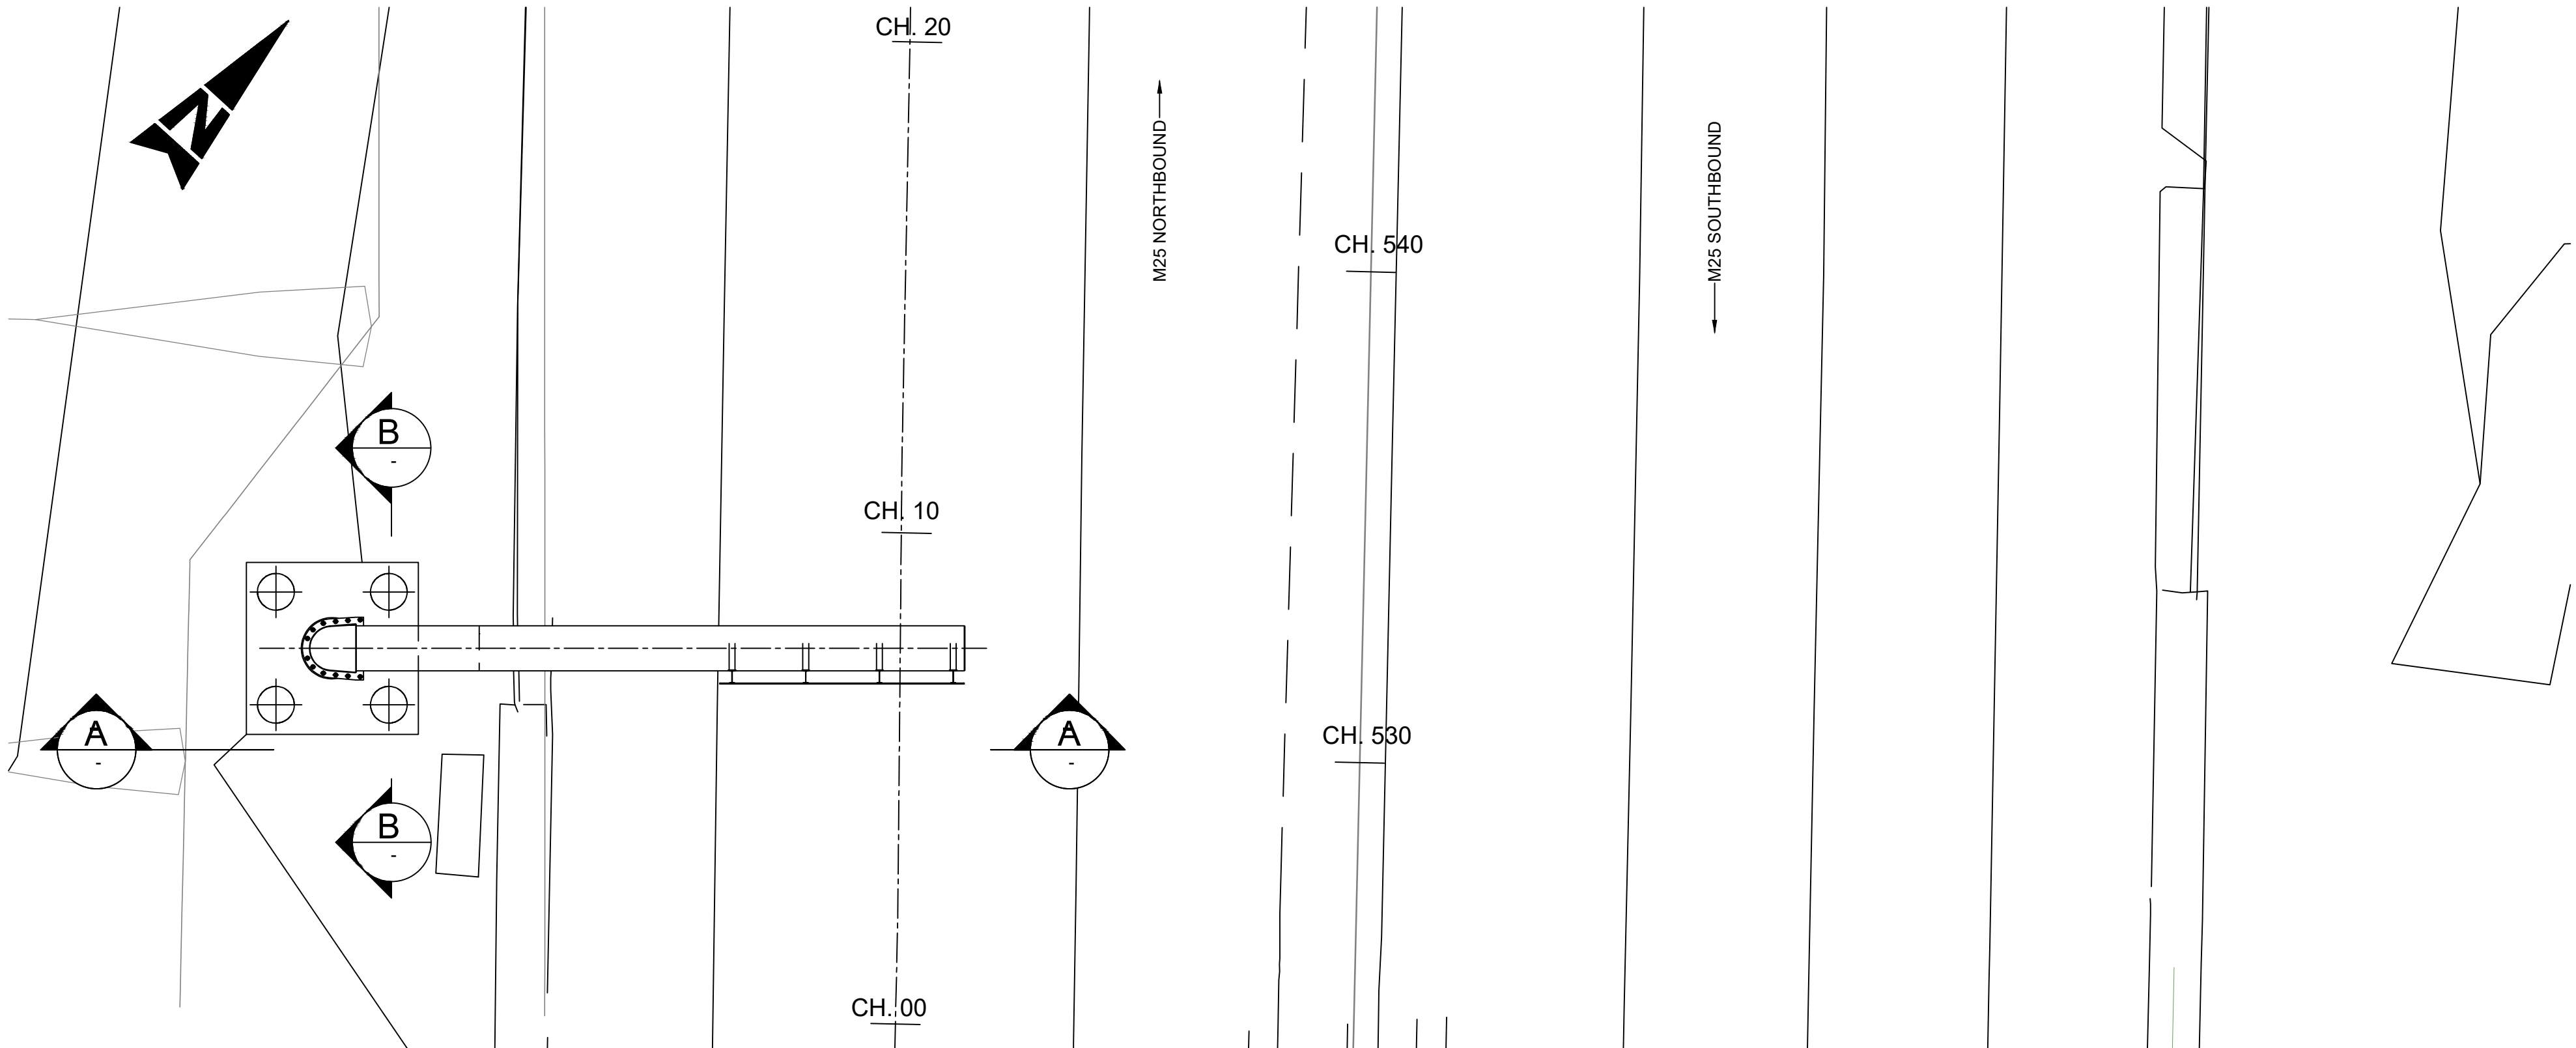 CH. 20
N
M25 NORTHBOUND
M25 SOUTHBOUND
CH. 540
B
-
CH. 10
A
-
A
-
CH. 530
B
-
CH. 00